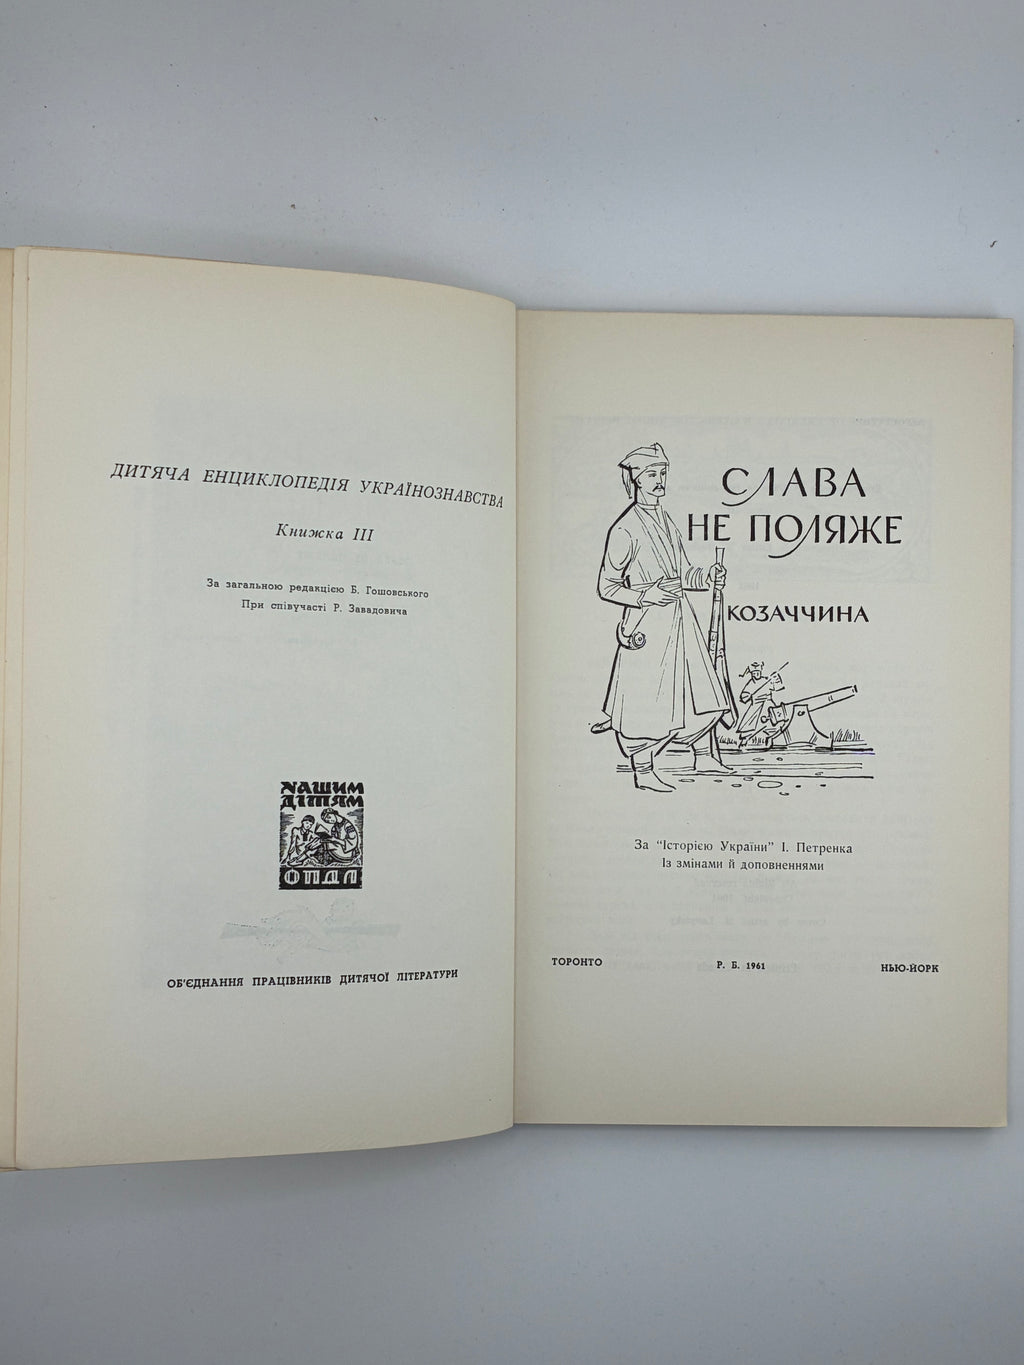 ДИТЯЧА ЕНЦИКЛОПЕДІЯ УКРАЇНОЗНАВСТВА
Книжка III
За загальною редакцією Б. Гошовського
При співучасті Р. Завадовича
НАШИМ
ДІТЯМ
ОПДЛ
ОБ'ЄДНАННЯ ПРАЦІВНИКІВ ДИТЯЧОЇ ЛІТЕРАТУРИ
СЛАВА
НЕ ПОЛЯЖЕ
КОЗАЧЧИНА
За "Історією України" І. Петренка
Із змінами й доповненнями
ТОРОНТО Р. Б. 1961 НЬЮ-ЙОРК